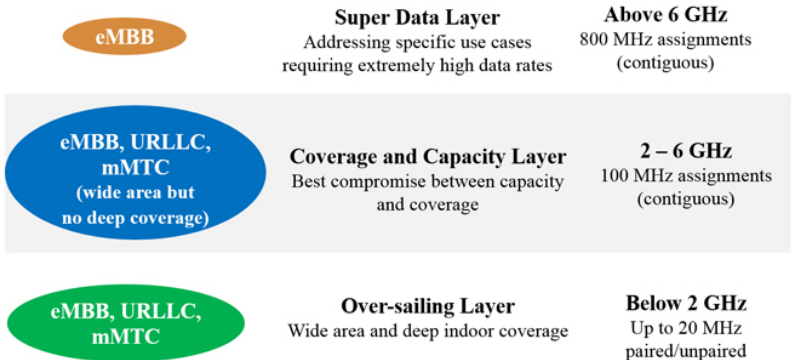 eMBB
Super Data Layer
Addressing specific use cases
requiring extremely high data rates
Above 6 GHz
800 MHz assignments
(contiguous)
eMBB, URLLC,
mMTC
(wide area but
no deep coverage)
Coverage and Capacity Layer
Best compromise between capacity
and coverage
2 – 6 GHz
100 MHz assignments
(contiguous)
eMBB, URLLC,
mMTC
Over-sailing Layer
Wide area and deep indoor coverage
Below 2 GHz
Up to 20 MHz
paired/unpaired